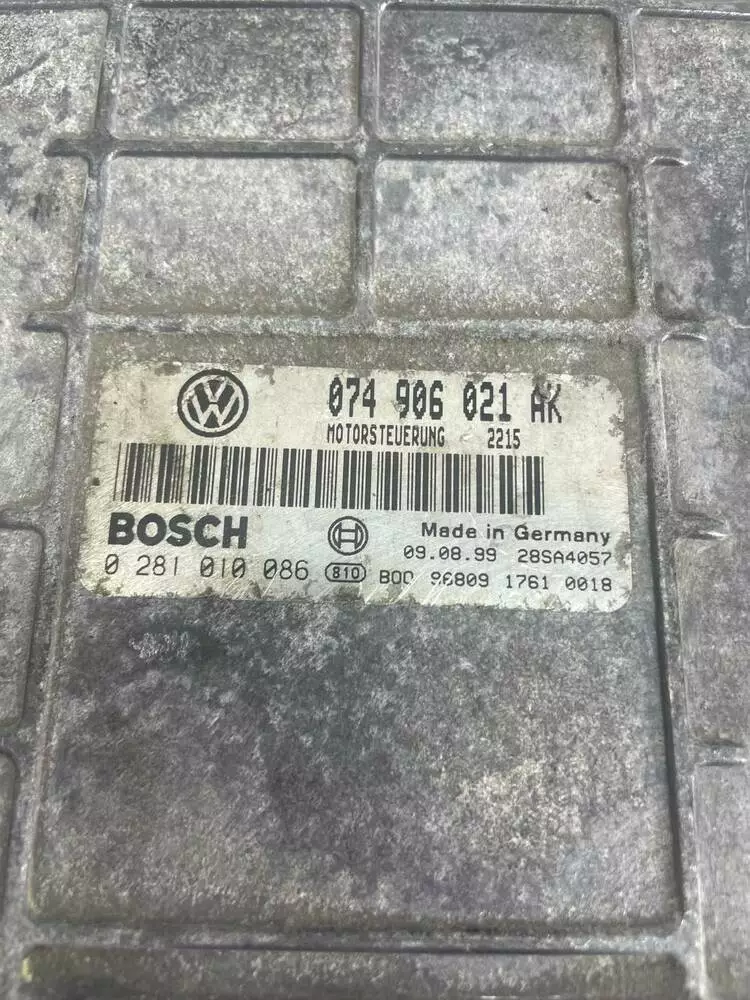 074 906 021 AK
MOTORSTEUERUNG 2215
BOSCH
Made in Germany
09.08.99 28SA4057
0 281 010 086 810 96809 1761 0018